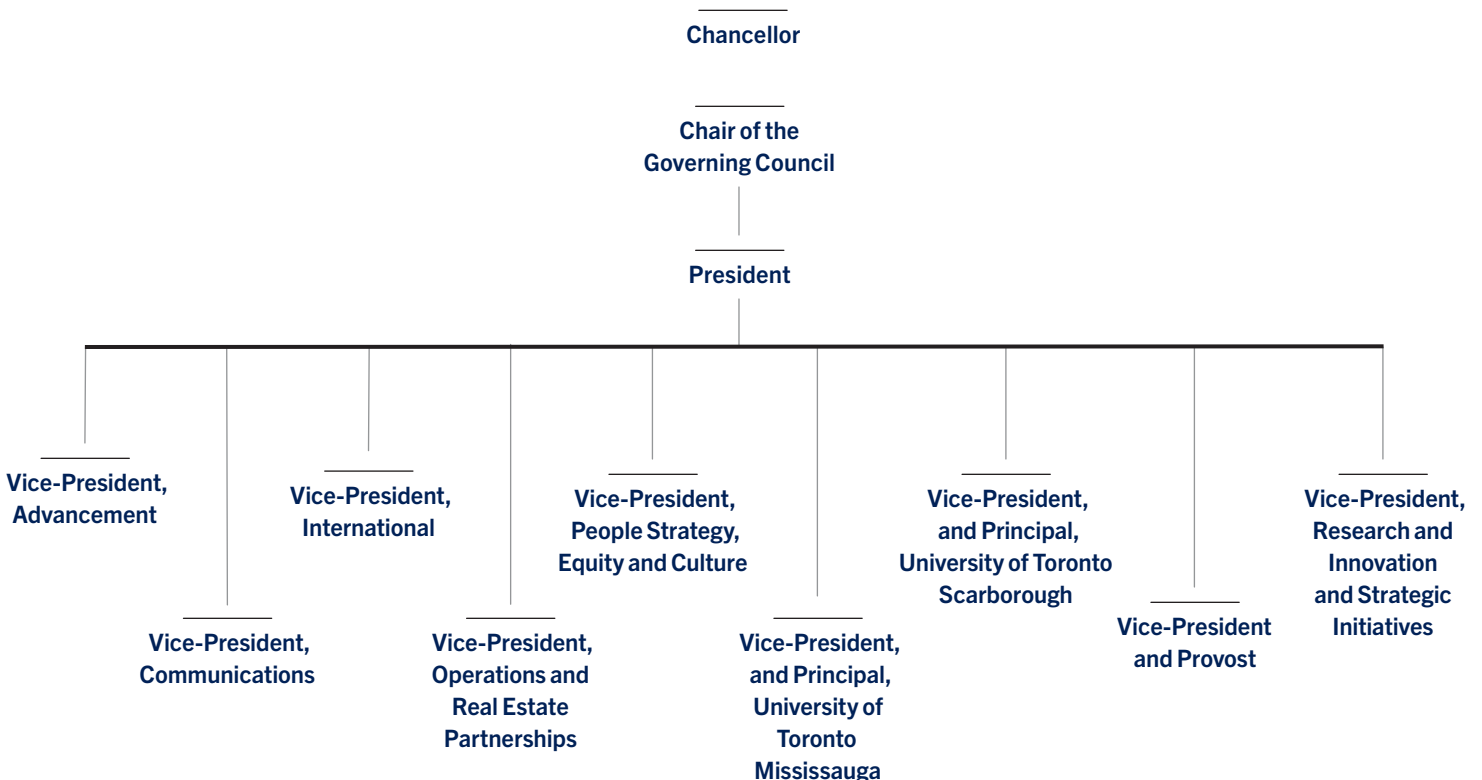 Chancellor
Chair of the
Governing Council
President
Vice-President,
Advancement
Vice-President,
Communications
Vice-President,
International
Vice-President,
Operations and
Real Estate
Partnerships
Vice-President,
People Strategy,
Equity and Culture
Vice-President,
and Principal,
University of
Toronto
Mississauga
Vice-President,
and Principal,
University of Toronto
Scarborough
Vice-President
and Provost
Vice-President,
Research and
Innovation
and Strategic
Initiatives